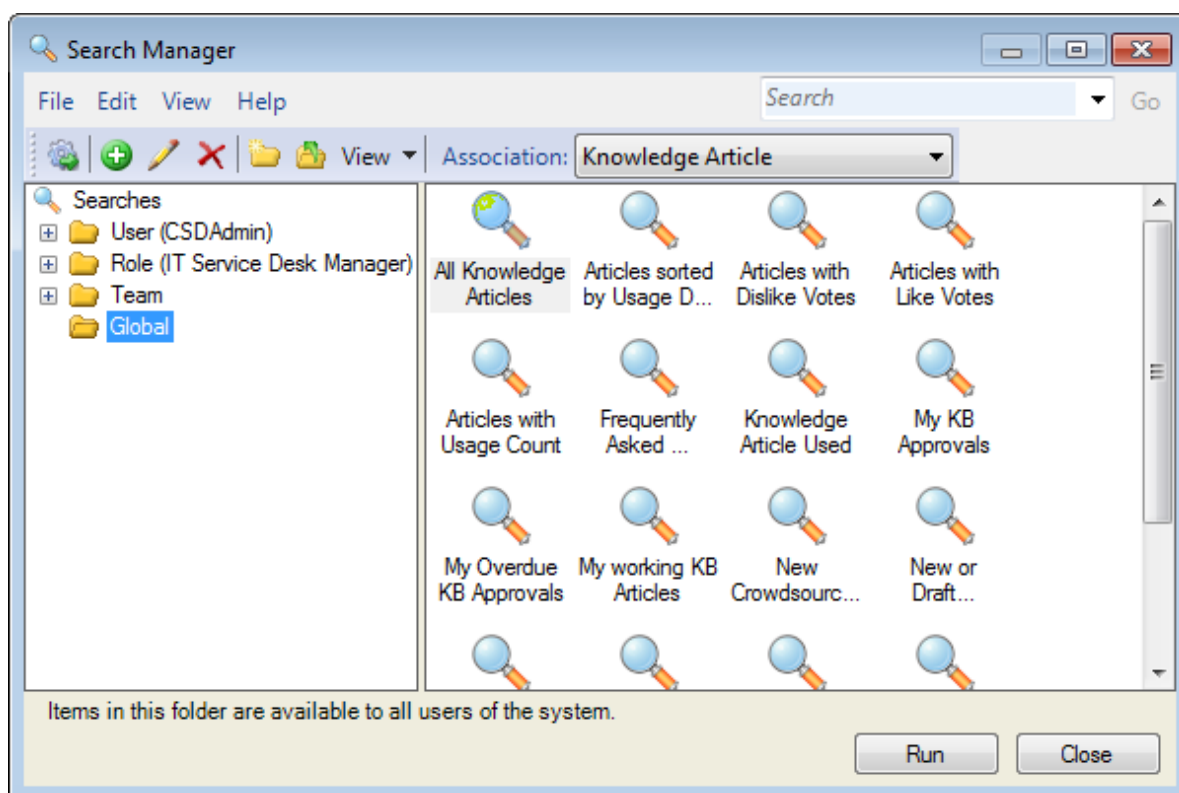 Search Manager
File Edit View Help
Search
Go
View
Association:
Knowledge Article
Searches
User (CSDAdmin)
Role (IT Service Desk Manager)
Team
Global
All Knowledge
Articles
Articles sorted
by Usage D...
Articles with
Dislike Votes
Articles with
Like Votes
Articles with
Usage Count
Frequently
Asked ...
Knowledge
Article Used
My KB
Approvals
My Overdue
KB Approvals
My working KB
Articles
New
Crowdsourc...
New or
Draft...
Items in this folder are available to all users of the system.
Run
Close